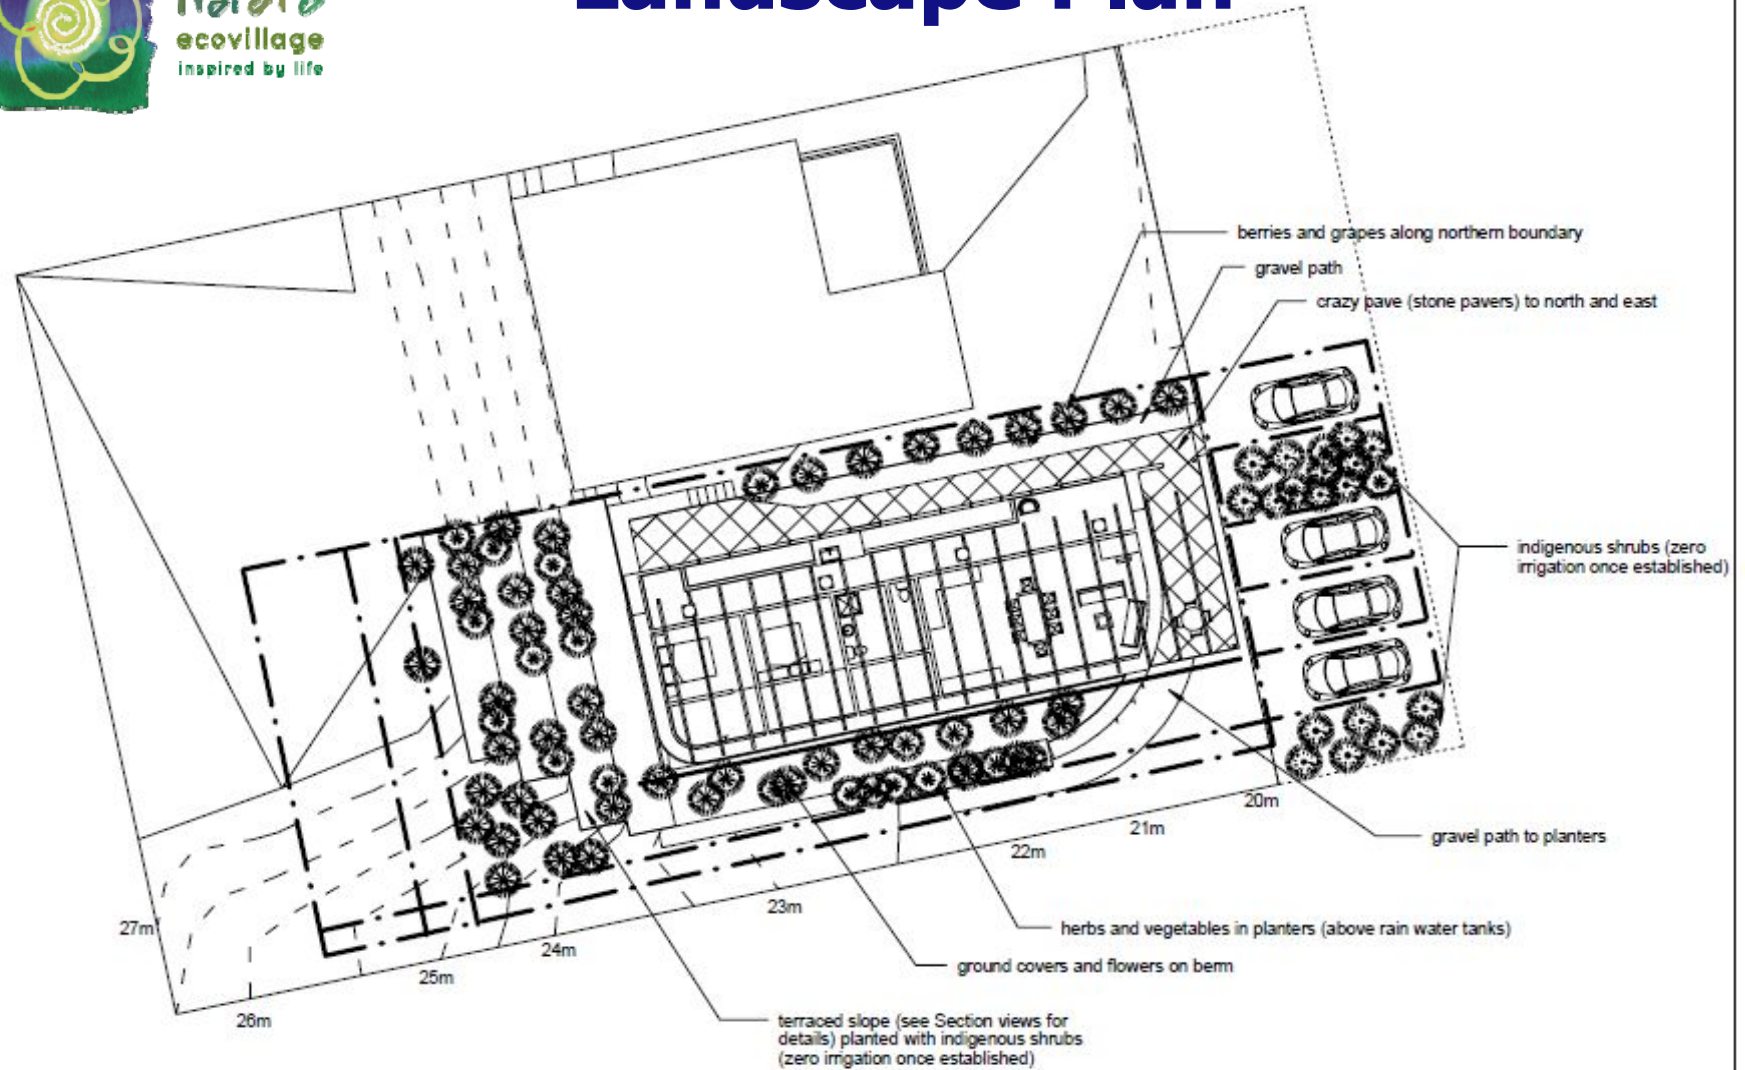 Landscape Plan
ecovillage
inspired by life
berries and grapes along northern boundary
gravel path
crazy pave (stone pavers) to north and east
indigenous shrubs (zero
irrigation once established)
20m
21m
gravel path to planters
22m
23m
27m
herbs and vegetables in planters (above rain water tanks)
24m
ground covers and flowers on berm
25m
26m
terraced slope (see Section views for
details) planted with indigenous shrubs
(zero irrigation once established)